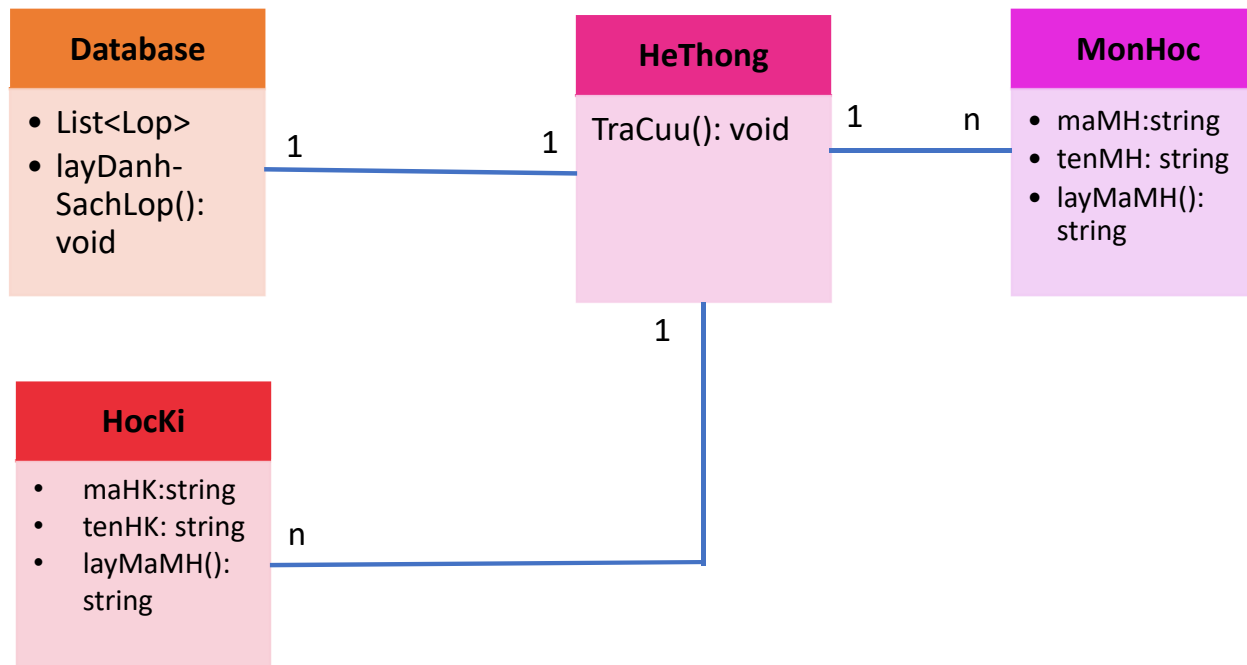 Database
• List<Lop>
• layDanh-
SachLop():
void
1
1
HeThong
TraCuu(): void
1
n
MonHoc
• maMH:string
• tenMH: string
• layMaMH():
string
1
HocKi
• maHK:string
• tenHK: string
• layMaMH():
string
n